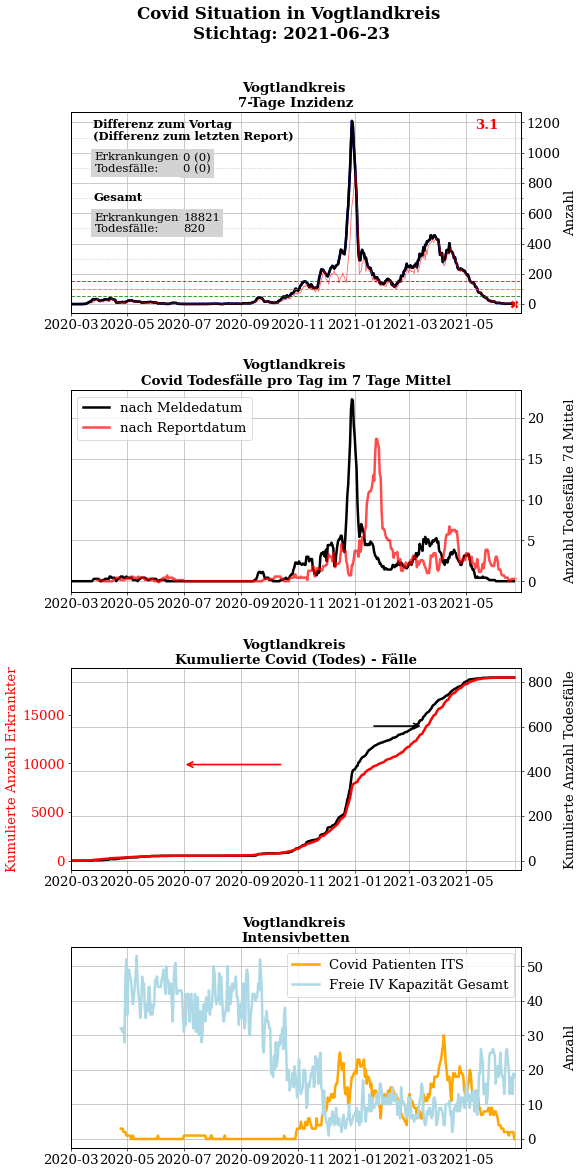 Covid Situation in Vogtlandkreis
Stichtag: 2021-06-23
Vogtlandkreis
7-Tage Inzidenz
Differenz zum Vortag
(Differenz zum letzten Report)
Erkrankungen 0 (0)
Todesfälle: 0 (0)
Gesamt
Erkrankungen 18821
Todesfälle: 820
3.1
1200
1000
800
600
400
200
0
Anzahl
2020-03 2020-05 2020-07 2020-09 2020-11 2021-01 2021-03 2021-05
Vogtlandkreis
Covid Todesfälle pro Tag im 7 Tage Mittel
nach Meldedatum
nach Reportdatum
20
15
10
5
0
Anzahl Todesfälle 7d Mittel
2020-03 2020-05 2020-07 2020-09 2020-11 2021-01 2021-03 2021-05
Vogtlandkreis
Kumulierte Covid (Todes) - Fälle
Kumulierte Anzahl Erkrankter
15000
10000
5000
0
800
600
400
200
0
Kumulierte Anzahl Todesfälle
2020-03 2020-05 2020-07 2020-09 2020-11 2021-01 2021-03 2021-05
Vogtlandkreis
Intensivbetten
Covid Patienten ITS
Freie IV Kapazität Gesamt
50
40
30
20
10
0
Anzahl
2020-03 2020-05 2020-07 2020-09 2020-11 2021-01 2021-03 2021-05